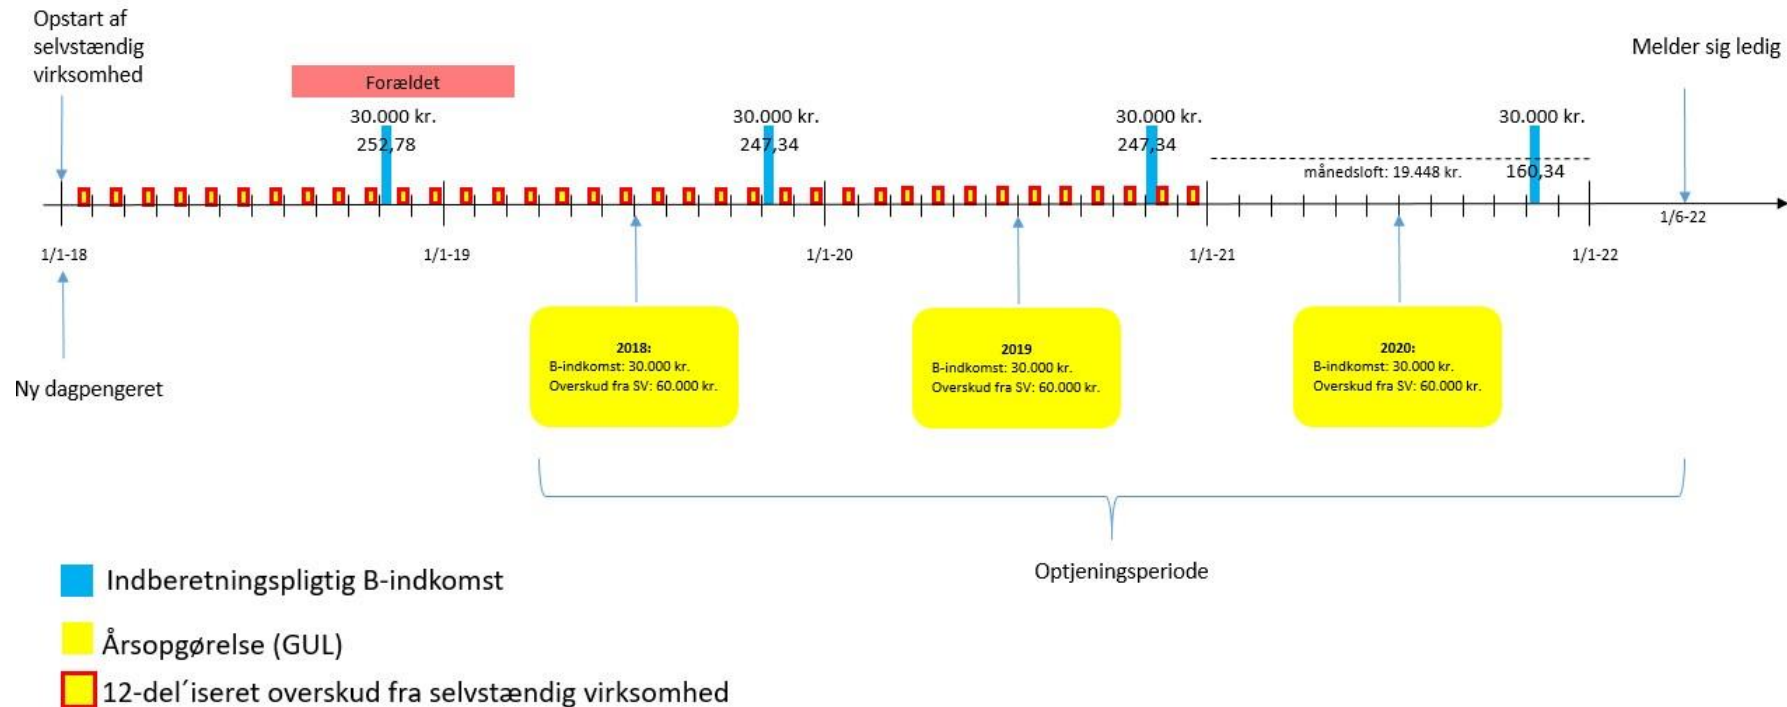 Opstart af
selvstændig
virksomhed
Melder sig ledig
Forældet
30.000 kr.
252,78
30.000 kr.
247,34
30.000 kr.
247,34
30.000 kr.
månedsloft: 19.448 kr.
160,34
1/6-22
1/1-18
1/1-19
1/1-20
1/1-21
1/1-22
Ny dagpengeret
2018:
B-indkomst: 30.000 kr.
Overskud fra SV: 60.000 kr.
2019
B-indkomst: 30.000 kr.
Overskud fra SV: 60.000 kr.
2020:
B-indkomst: 30.000 kr.
Overskud fra SV: 60.000 kr.
Optjeningsperiode
Indberetningspligtig B-indkomst
Årsopgørelse (GUL)
12-del´iseret overskud fra selvstændig virksomhed